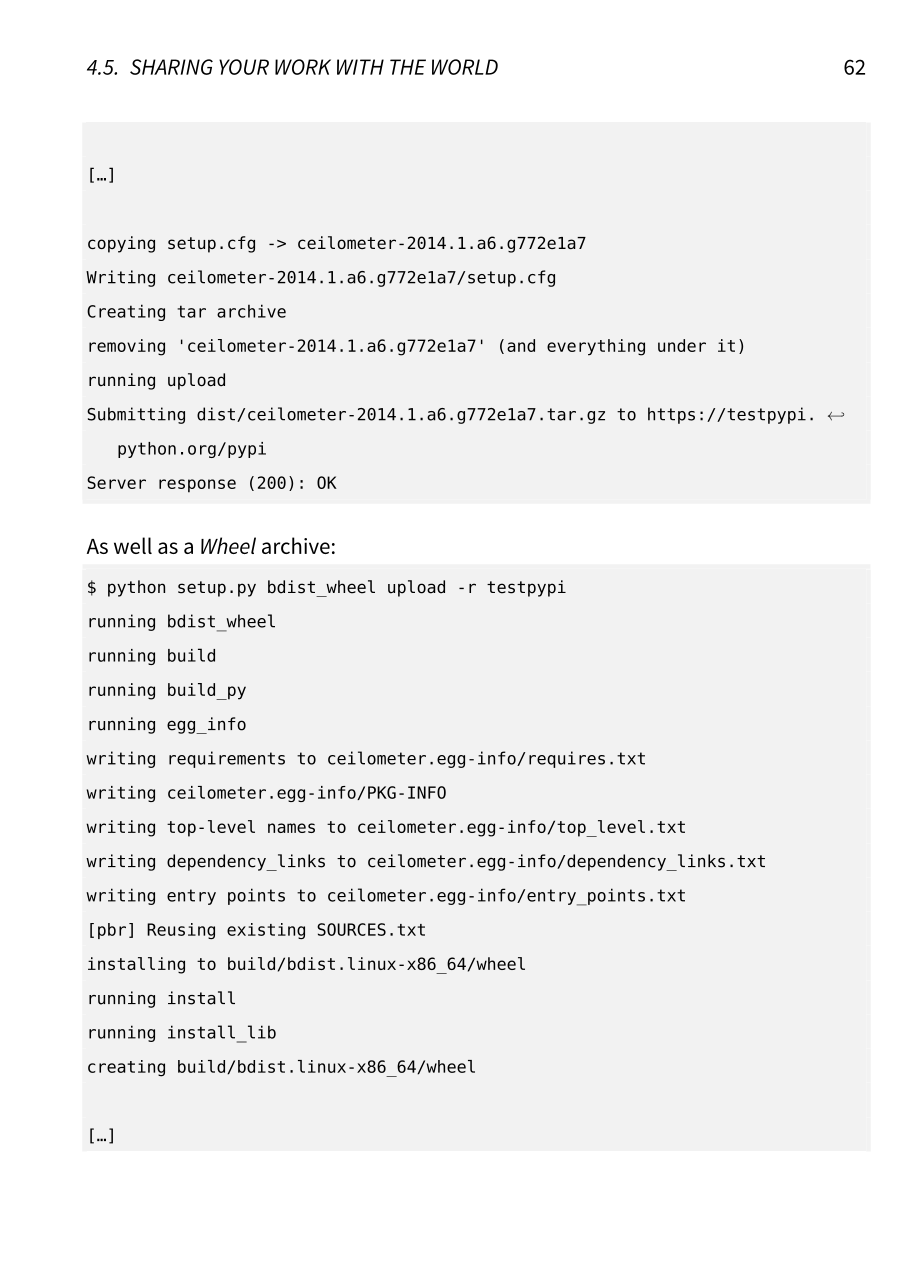 4.5. SHARING YOUR WORK WITH THE WORLD 62
[…]
copying setup.cfg -> ceilometer-2014.1.a6.g772e1a7
Writing ceilometer-2014.1.a6.g772e1a7/setup.cfg
Creating tar archive
removing 'ceilometer-2014.1.a6.g772e1a7' (and everything under it)
running upload
Submitting dist/ceilometer-2014.1.a6.g772e1a7.tar.gz to https://testpypi. ↩
python.org/pypi
Server response (200): OK
As well as a Wheel archive:
$ python setup.py bdist_wheel upload -r testpypi
running bdist_wheel
running build
running build_py
running egg_info
writing requirements to ceilometer.egg-info/requires.txt
writing ceilometer.egg-info/PKG-INFO
writing top-level names to ceilometer.egg-info/top_level.txt
writing dependency_links to ceilometer.egg-info/dependency_links.txt
writing entry points to ceilometer.egg-info/entry_points.txt
[pbr] Reusing existing SOURCES.txt
installing to build/bdist.linux-x86_64/wheel
running install
running install_lib
creating build/bdist.linux-x86_64/wheel
[…]